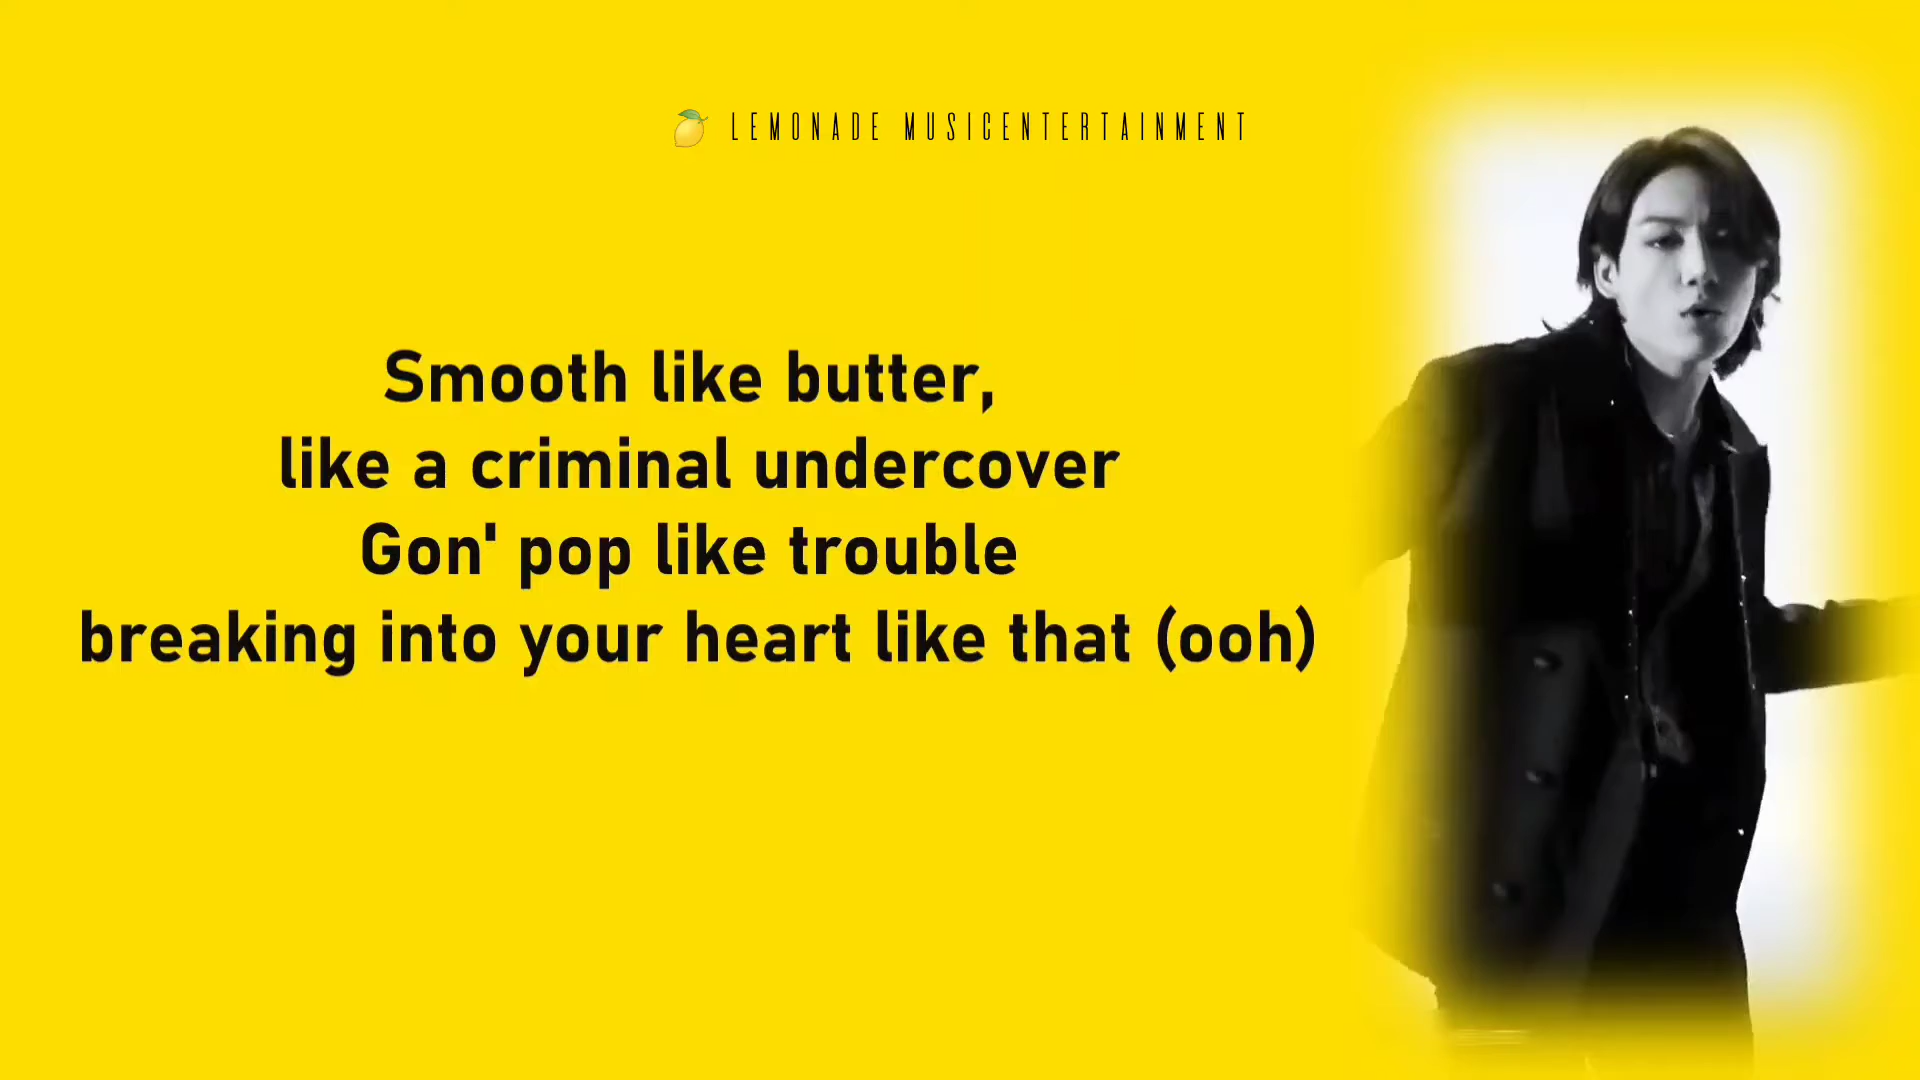 LEMONADE MUSICENTERTAINMENT
Smooth like butter,
like a criminal undercover
Gon' pop like trouble
breaking into your heart like that (ooh)